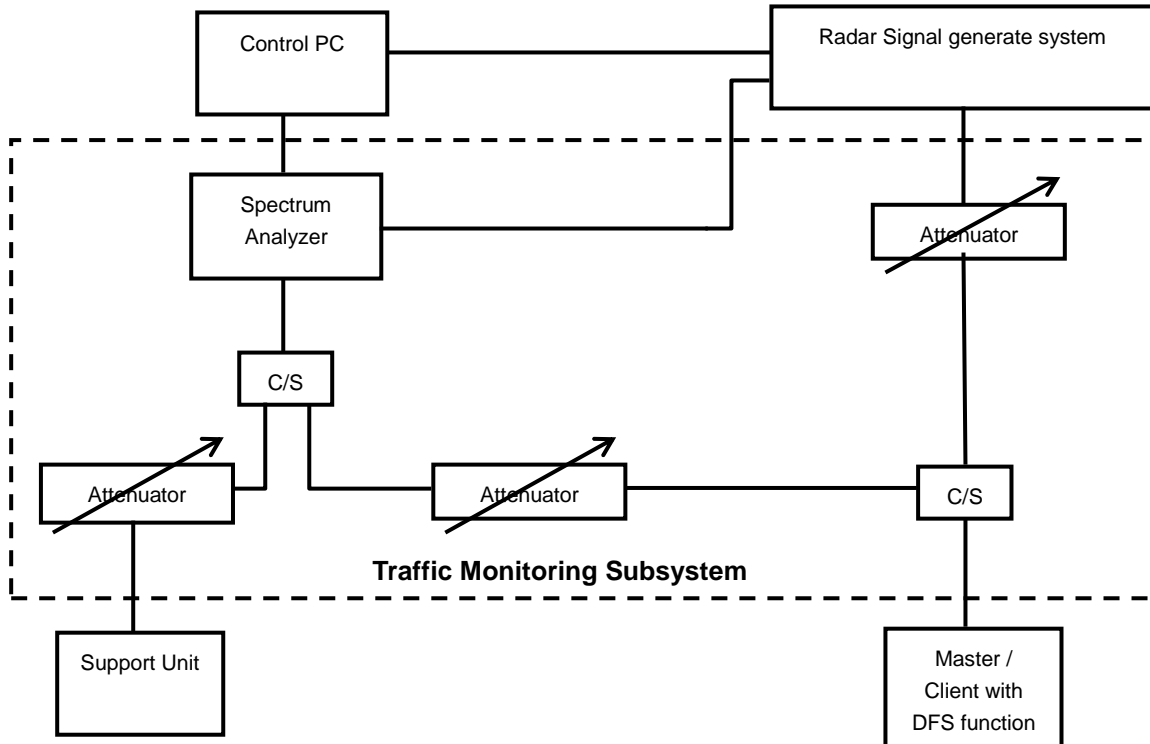 Control PC
Radar Signal generate system
Spectrum
Analyzer
Attenuator
C/S
Attenuator
Attenuator
C/S
Traffic Monitoring Subsystem
Support Unit
Master /
Client with
DFS function